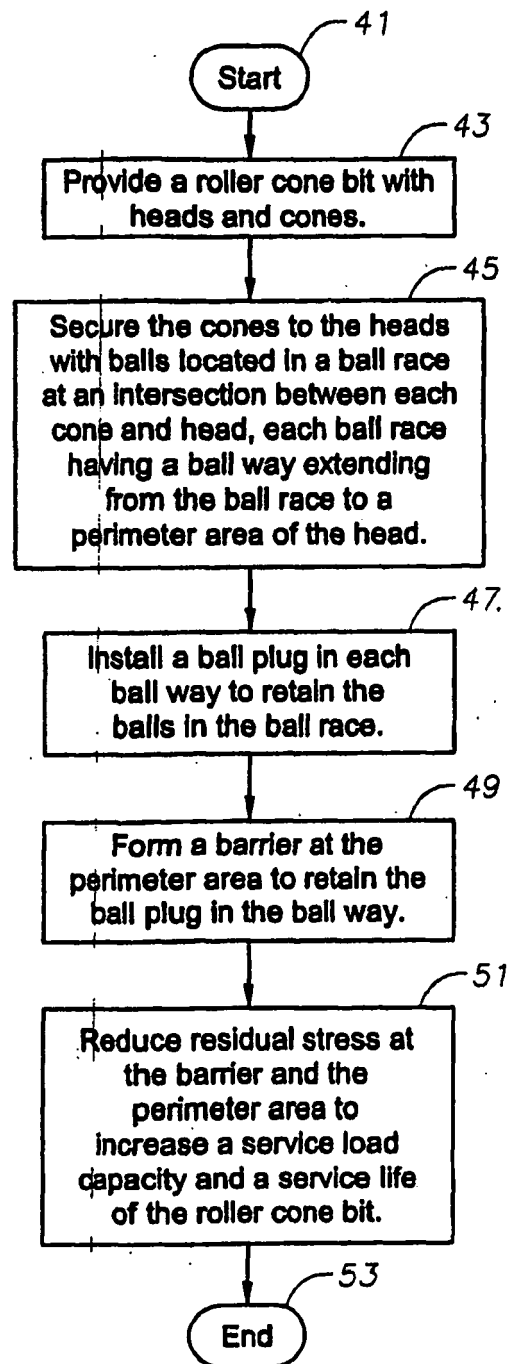 41
Start
43
Provide a roller cone bit with
heads and cones.
45
Secure the cones to the heads
with balls located in a ball race
at an intersection between each
cone and head, each ball race
having a ball way extending
from the ball race to a
perimeter area of the head.
47.
Install a ball plug in each
ball way to retain the
balls in the ball race.
49
Form a barrier at the
perimeter area to retain the
ball plug in the ball way.
51
Reduce residual stress at
the barrier and the
perimeter area to
increase a service load
capacity and a service life
of the roller cone bit.
53
End